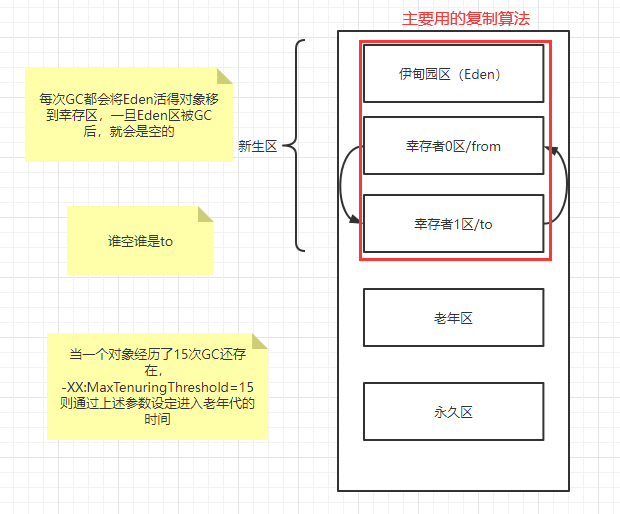 主要用的复制算法
每次GC都会将Eden活得对象移
到幸存区，一旦Eden区被GC
后，就会是空的
新生区
伊甸园区（Eden）
幸存者0区/from
幸存者1区/to
谁空谁是to
老年区
当一个对象经历了15次GC还存
在，
-XX:MaxTenuringThreshold=15
则通过上述参数设定进入老年代的
时间
永久区